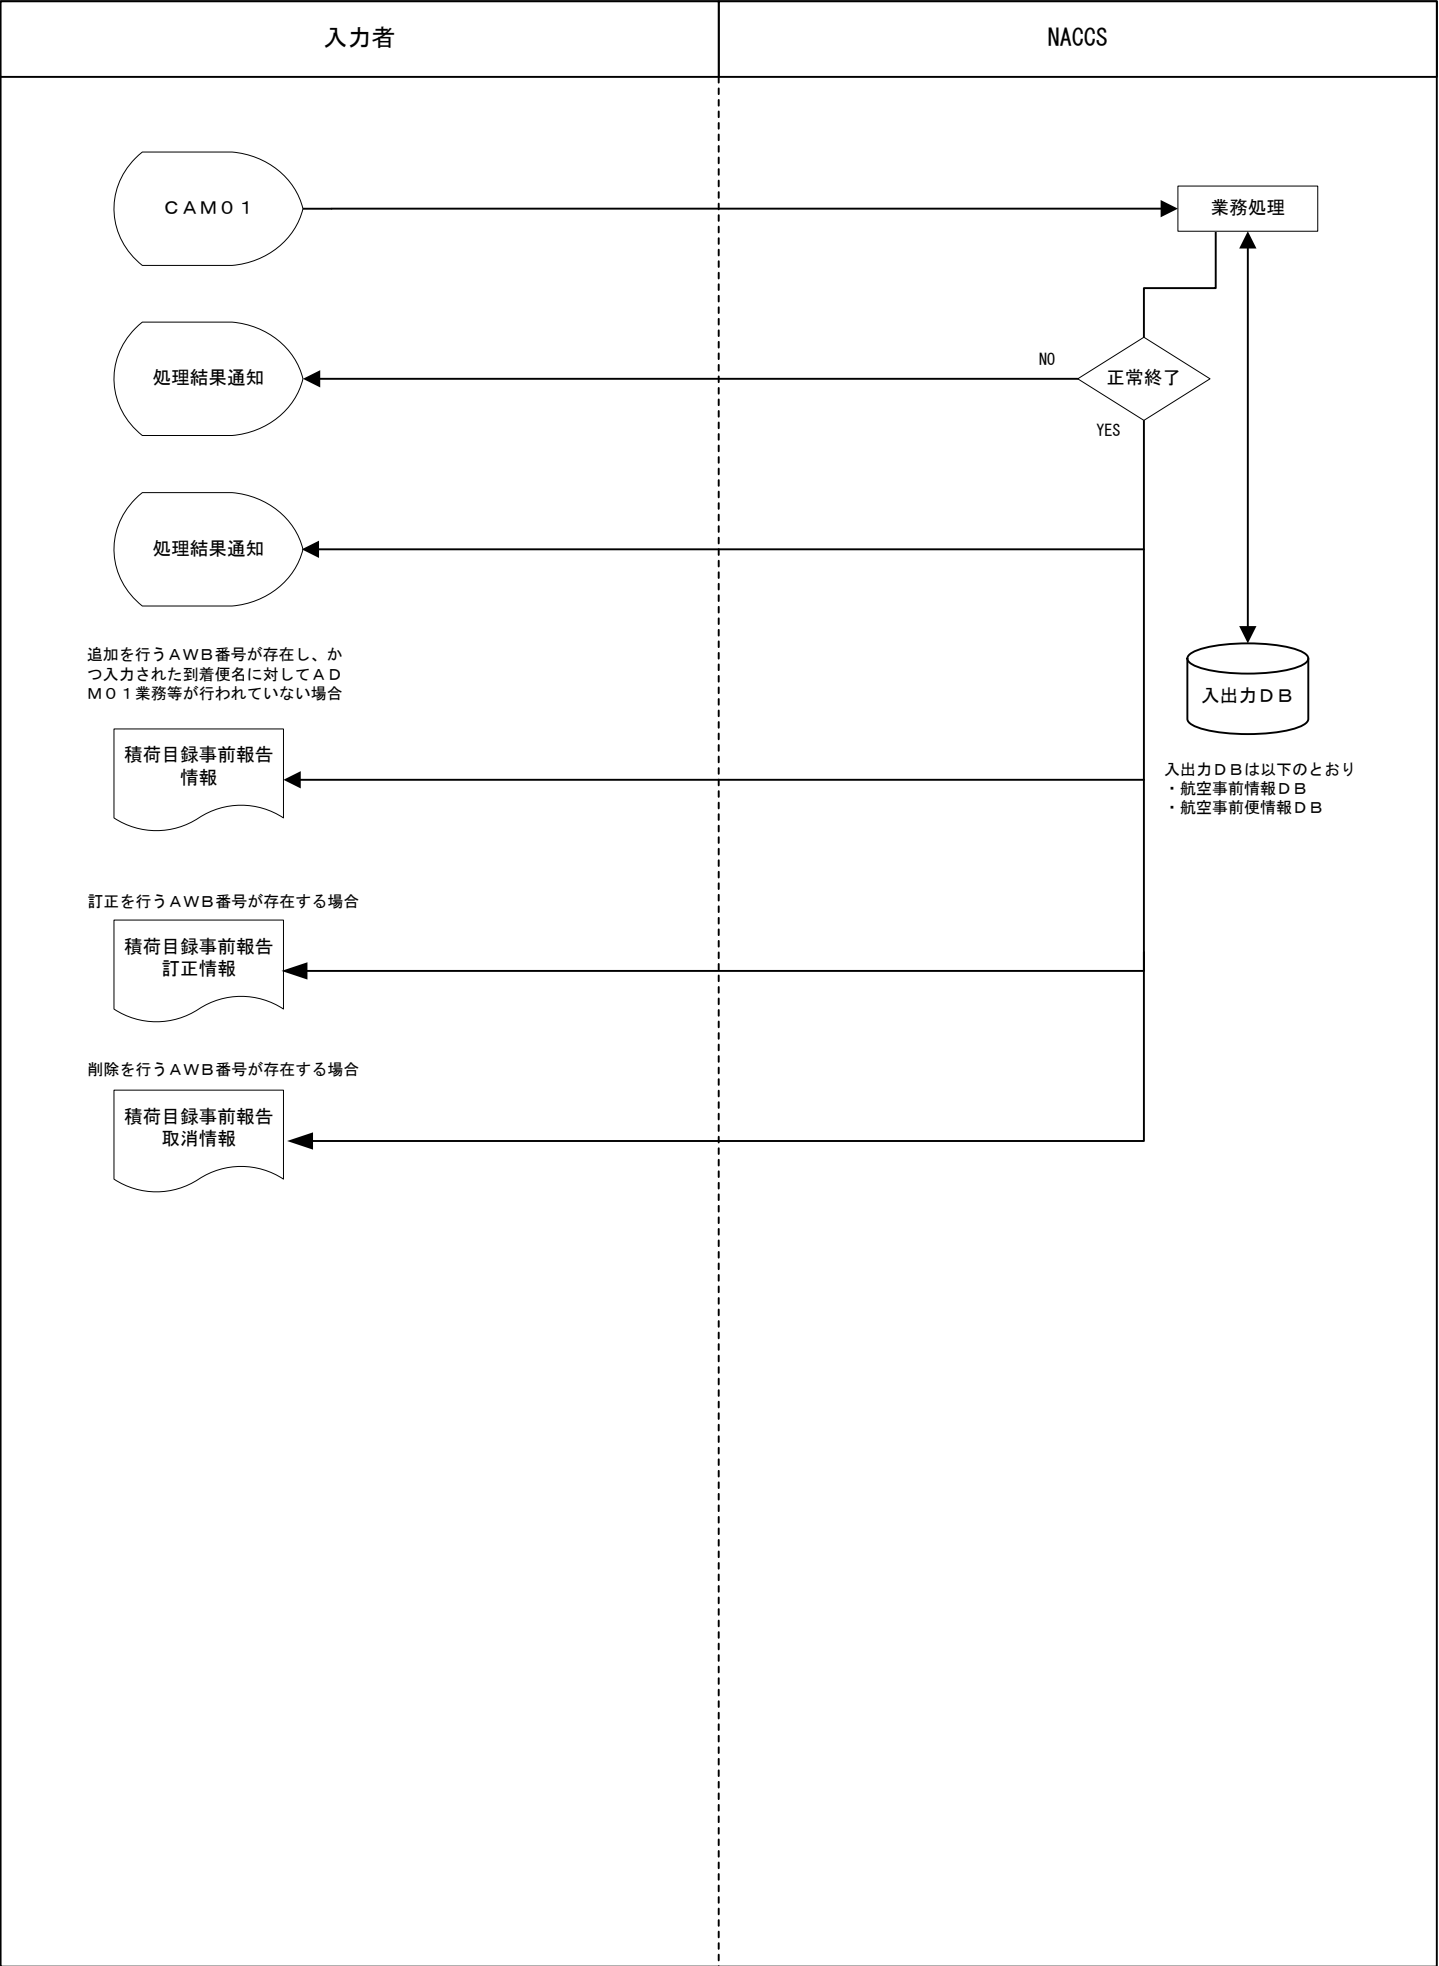 入力者
NACCS
ＣＡＭ０１
業務処理
処理結果通知
NO
正常終了
YES
処理結果通知
追加を行うＡＷＢ番号が存在し、か
つ入力された到着便名に対してＡＤ
Ｍ０１業務等が行われていない場合
入出力ＤＢ
積荷目録事前報告
情報
入出力ＤＢは以下のとおり
・航空事前情報ＤＢ
・航空事前便情報ＤＢ
訂正を行うＡＷＢ番号が存在する場合
積荷目録事前報告
訂正情報
削除を行うＡＷＢ番号が存在する場合
積荷目録事前報告
取消情報